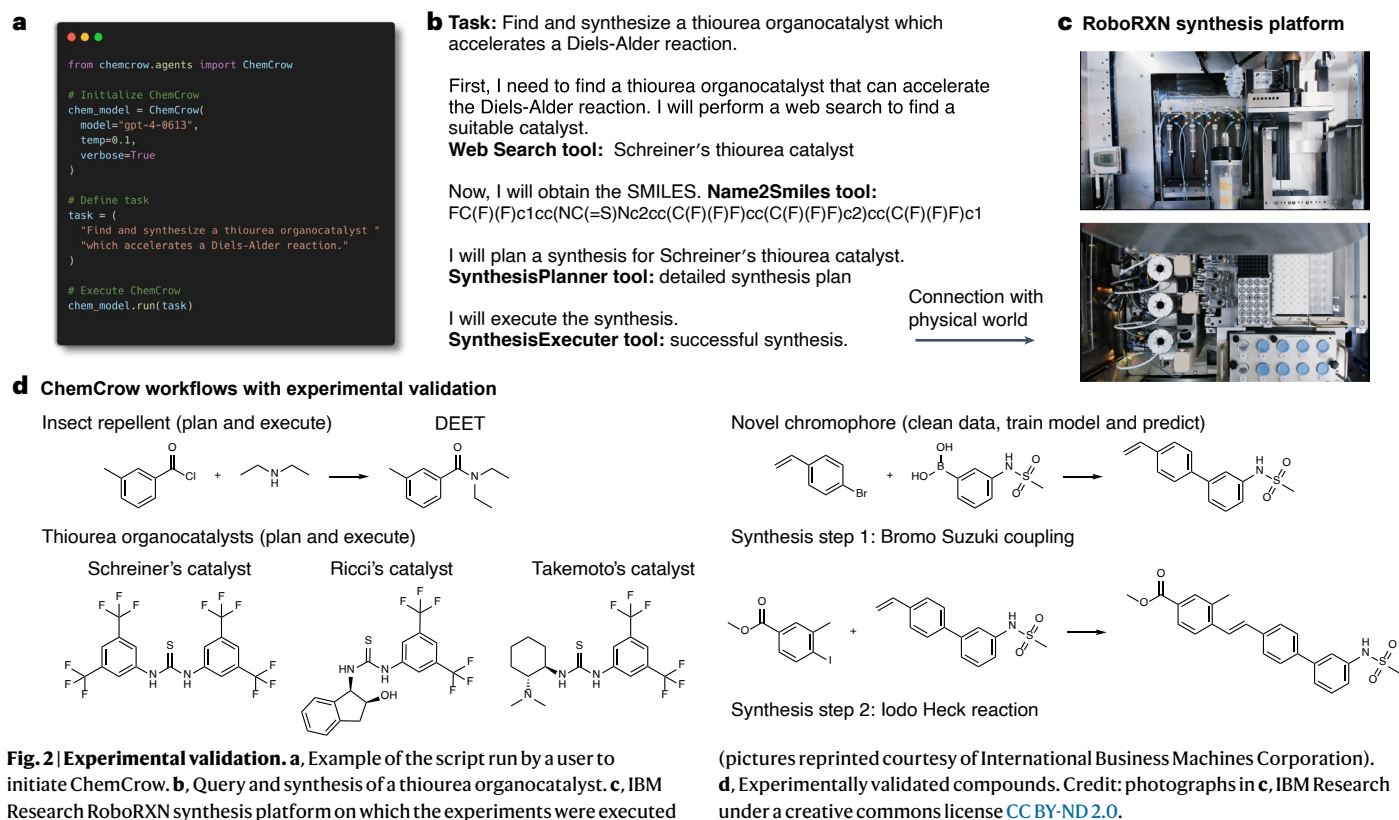 a
from chemcrow.agents import ChemCrow
# Initialize ChemCrow
chem_model = ChemCrow(
model="gpt-4-0613",
temp=0.1,
verbose=True
)
# Define task
task = (
"Find and synthesize a thiourea organocatalyst "
"which accelerates a Diels-Alder reaction."
)
# Execute ChemCrow
chem_model.run(task)
b Task: Find and synthesize a thiourea organocatalyst which
accelerates a Diels-Alder reaction.
First, I need to find a thiourea organocatalyst that can accelerate
the Diels-Alder reaction. I will perform a web search to find a
suitable catalyst.
Web Search tool: Schreiner's thiourea catalyst
Now, I will obtain the SMILES. Name2Smiles tool:
FC(F)(F)c1cc(NC(=S)Nc2cc(C(F)(F)F)cc(C(F)(F)F)c2)cc(C(F)(F)F)c1
I will plan a synthesis for Schreiner's thiourea catalyst.
SynthesisPlanner tool: detailed synthesis plan
I will execute the synthesis.
SynthesisExecuter tool: successful synthesis.
Connection with
physical world
c RoboRXN synthesis platform
d ChemCrow workflows with experimental validation
Insect repellent (plan and execute)
DEET
O
Cl
+
N
H
O
N
Thiourea organocatalysts (plan and execute)
Schreiner's catalyst
F
F
F
F
F
F
F
F
F
F
F
F
S
N
H
N
H
Ricci's catalyst
F
F
F
F
F
F
S
HN
N
H
OH
Takemoto's catalyst
F
F
F
F
F
F
S
N
H
N
H
N
Novel chromophore (clean data, train model and predict)
Br
+
OH
B
HO
H
N
S
O
O
H
N
S
O
O
Synthesis step 1: Bromo Suzuki coupling
O
O
I
+
H
N
S
O
O
O
O
H
N
S
O
O
Synthesis step 2: Iodo Heck reaction
Fig. 2 | Experimental validation. a, Example of the script run by a user to
initiate ChemCrow. b, Query and synthesis of a thiourea organocatalyst. c, IBM
Research RoboRXN synthesis platform on which the experiments were executed
(pictures reprinted courtesy of International Business Machines Corporation).
d, Experimentally validated compounds. Credit: photographs in c, IBM Research
under a creative commons license CC BY-ND 2.0.